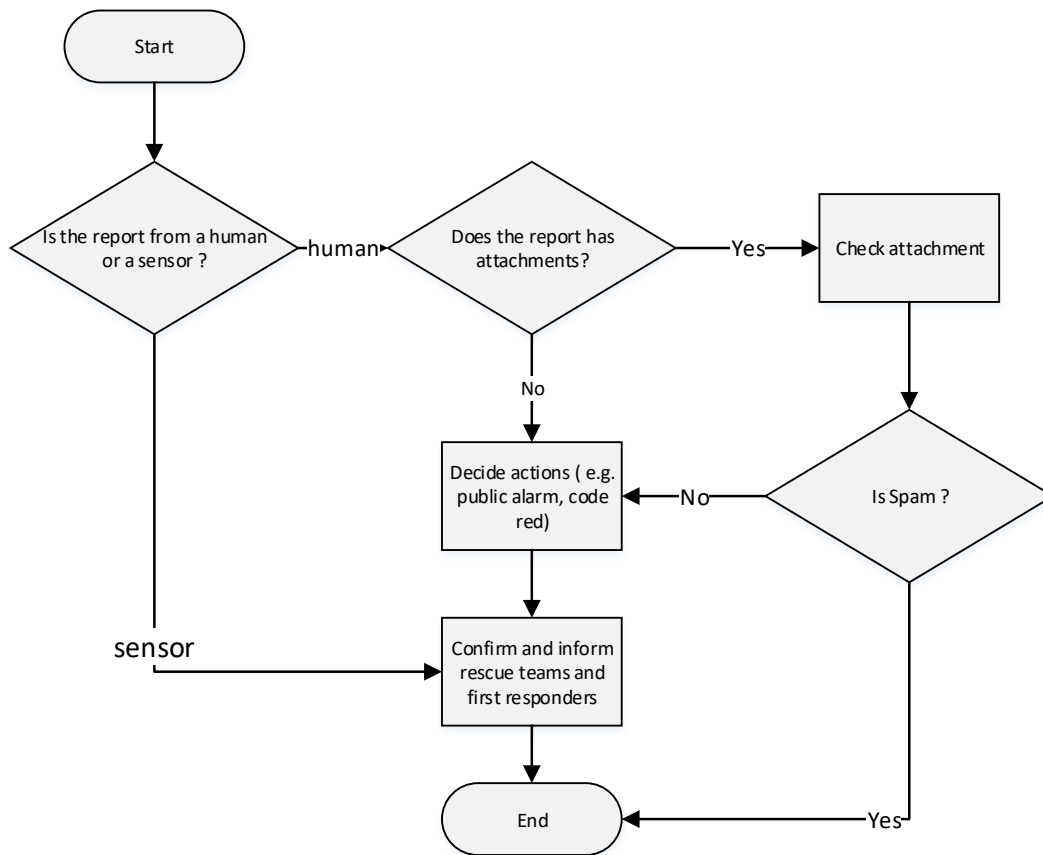 Start
Is the report from a human
or a sensor ?
human
Does the report has
attachments?
Yes
Check attachment
No
Decide actions ( e.g.
public alarm, code
red)
No
Is Spam ?
sensor
Confirm and inform
rescue teams and
first responders
End
Yes